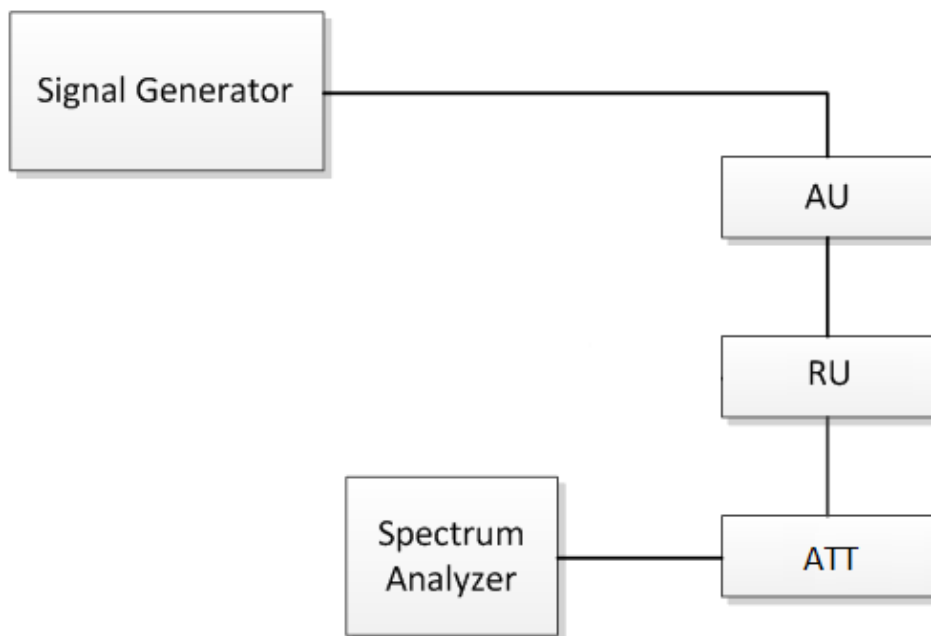 Signal Generator
AU
RU
Spectrum
Analyzer
ATT